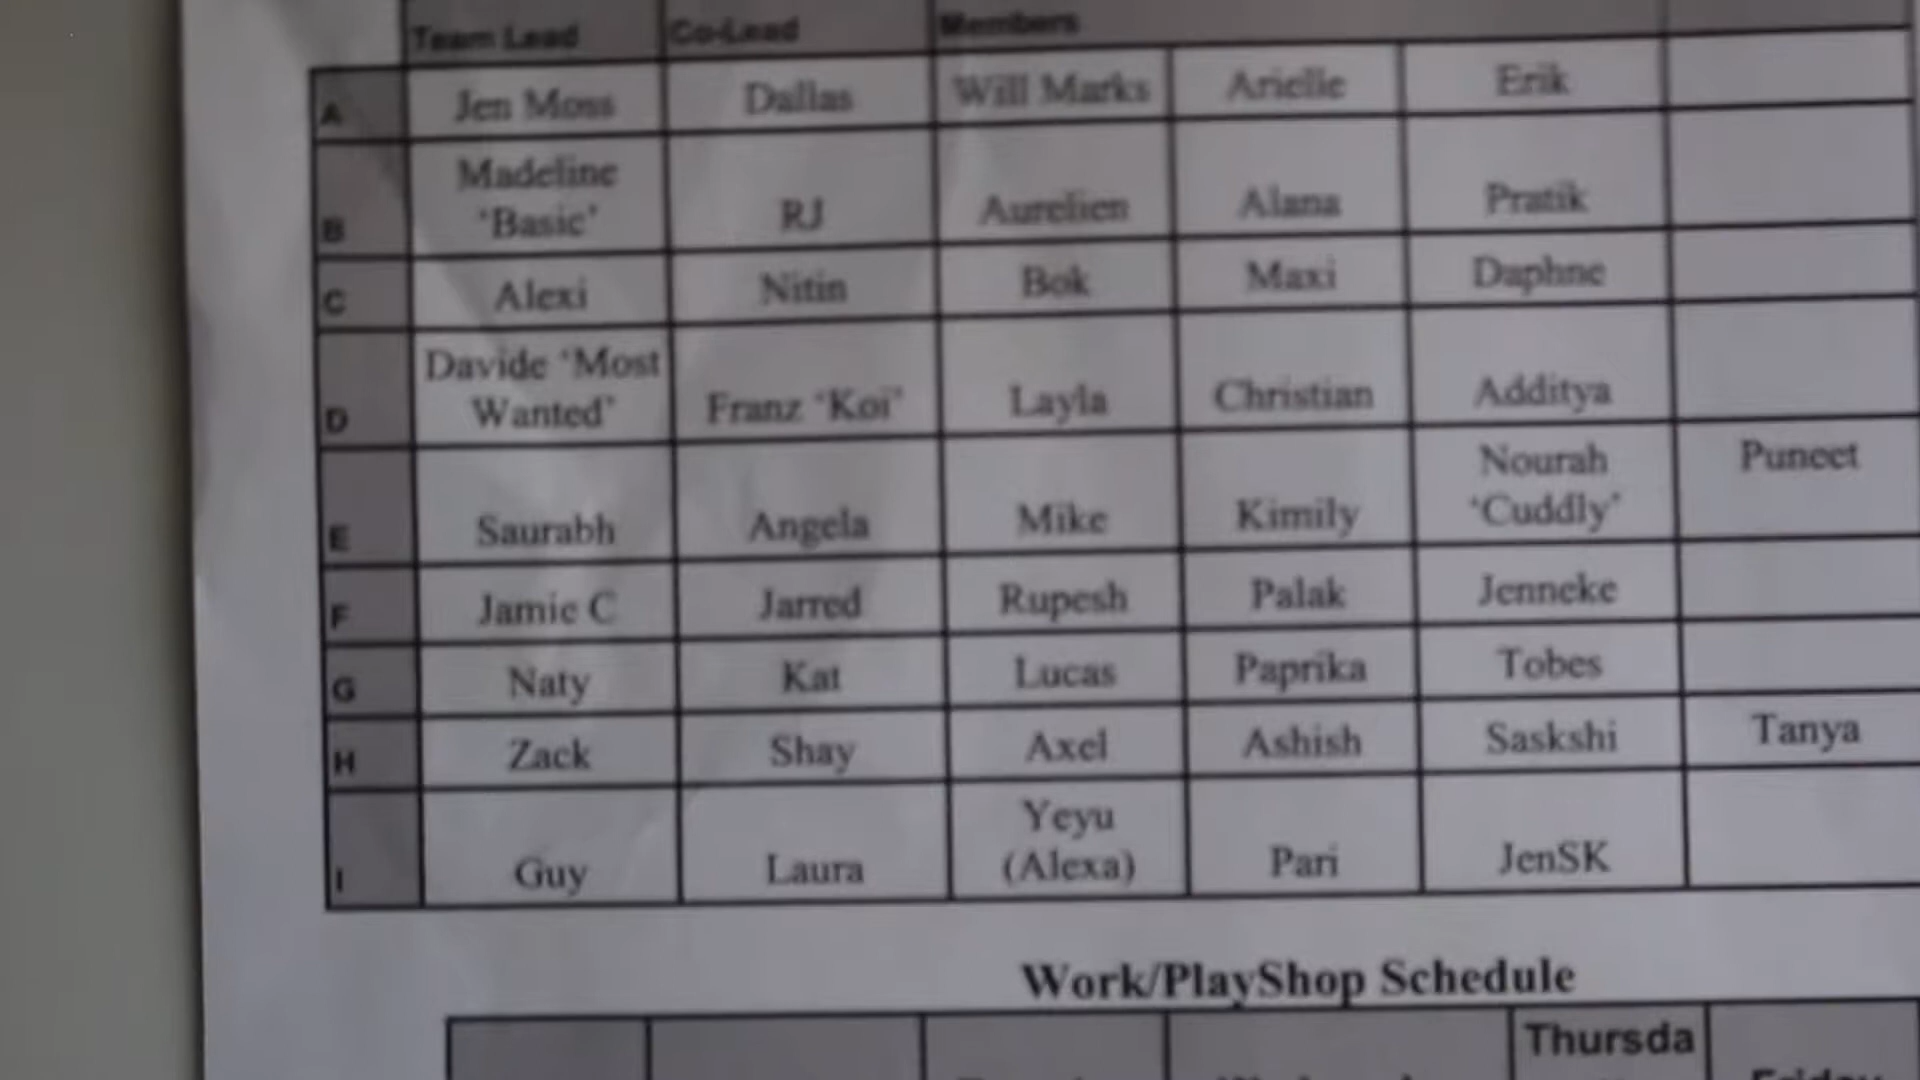 Team Lead Co-Lead Members
A Jen Moss Dallas Will Marks Arielle Erik
Madeline
B 'Basic' RJ Aurelien Alana Pratik
C Alexi Nitin Bok Maxi Daphne
Davide 'Most
D Wanted' Franz 'Koi' Layla Christian Additya
Nourah Puneet
E Saurabh Angela Mike Kimily 'Cuddly'
F Jamie C Jarred Rupesh Palak Jenneke
G Naty Kat Lucas Paprika Tobes
H Zack Shay Axel Ashish Saskshi Tanya
Yeyu
I Guy Laura (Alexa) Pari JenSK
Work/PlayShop Schedule
Thursda
Friday